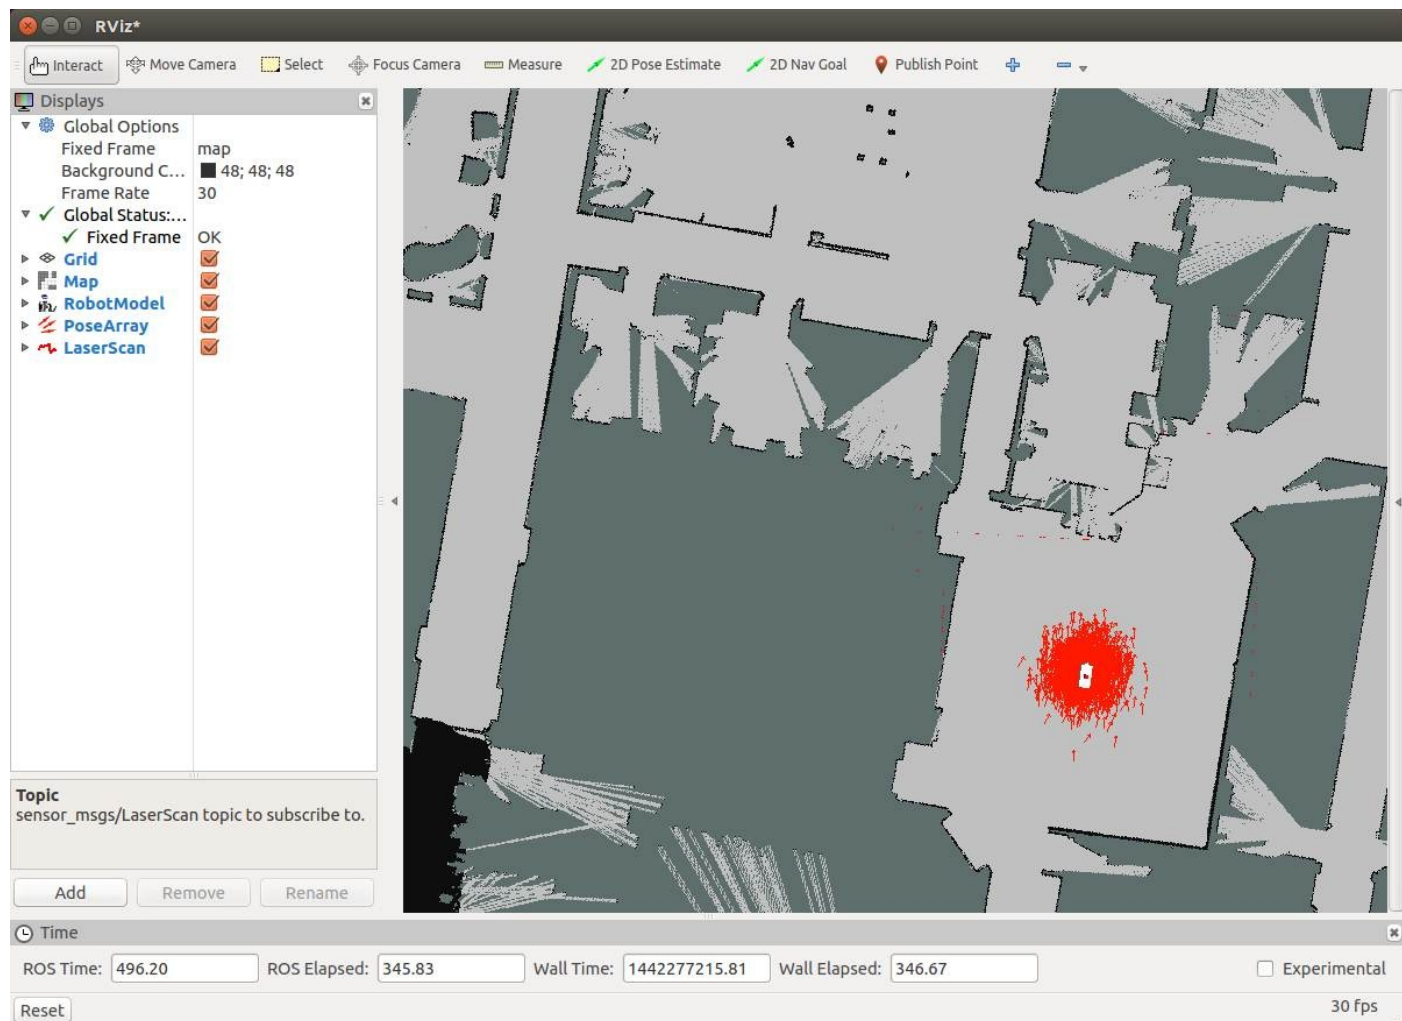 RViz*
Interact Move Camera Select Focus Camera Measure 2D Pose Estimate 2D Nav Goal Publish Point
Displays
Global Options
Fixed Frame map
Background C... 48; 48; 48
Frame Rate 30
Global Status:...
Fixed Frame OK
Grid
Map
RobotModel
PoseArray
LaserScan
Topic
sensor_msgs/LaserScan topic to subscribe to.
Add Remove Rename
Time
ROS Time: 496.20 ROS Elapsed: 345.83 Wall Time: 1442277215.81 Wall Elapsed: 346.67 Experimental
Reset 30 fps